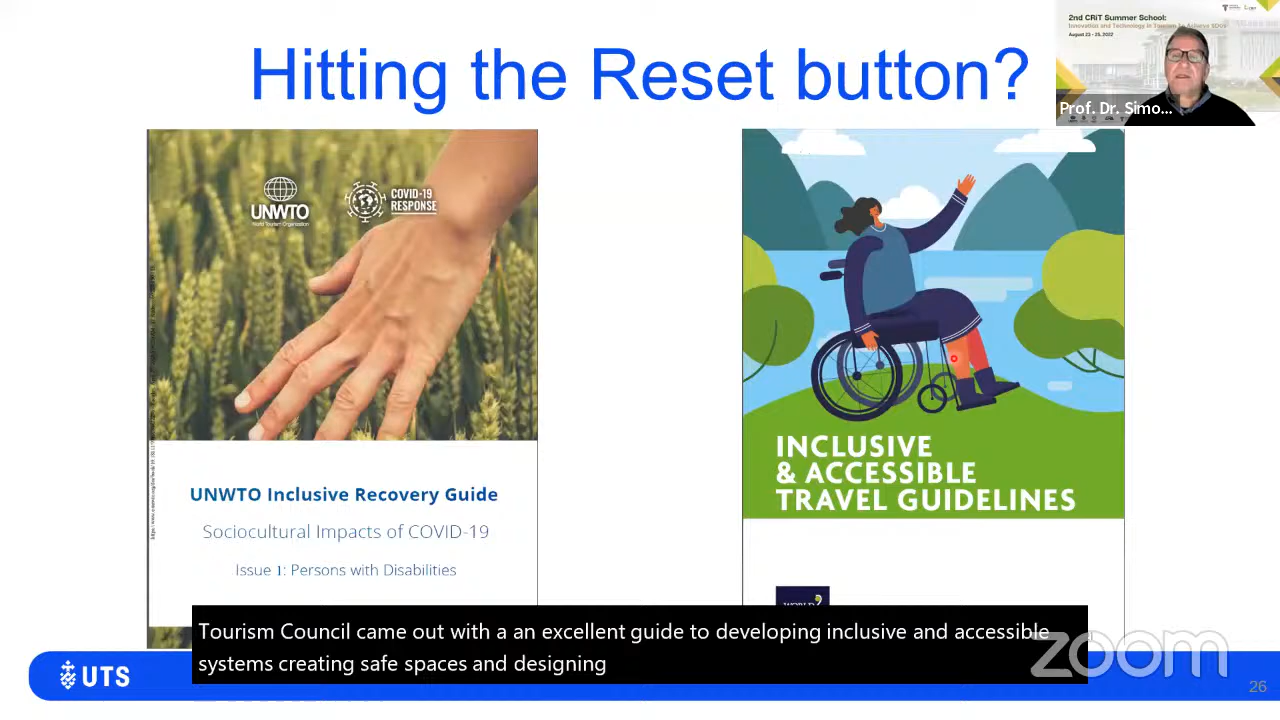 Hitting the Reset button?
2nd CRiT Summer School:
Innovation and Technology in Tourism To Achieve SDGs
August 23 - 25, 2022
Prof. Dr. Simo...
UNWTO
World Tourism Organization
COVID-19
RESPONSE
UNWTO Inclusive Recovery Guide
Sociocultural Impacts of COVID-19
Issue 1: Persons with Disabilities
INCLUSIVE
& ACCESSIBLE
TRAVEL GUIDELINES
WORLD
Tourism Council came out with a an excellent guide to developing inclusive and accessible
systems creating safe spaces and designing
zoom
UTS
26